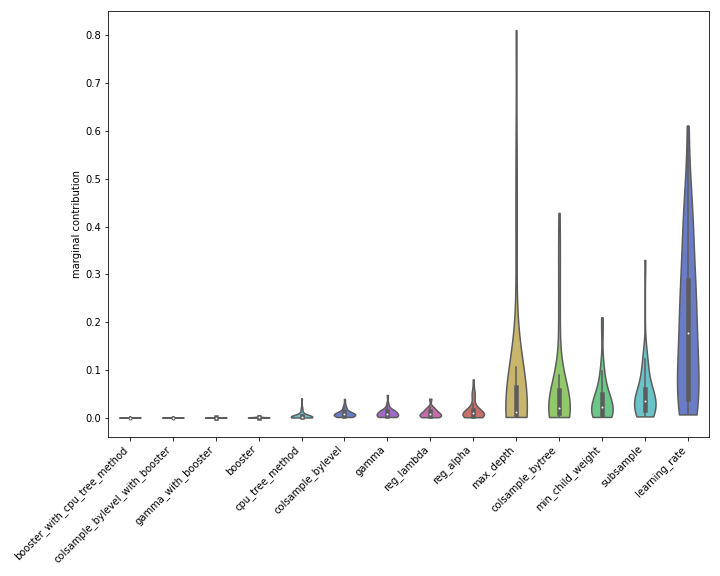 0.8
0.7
0.6
0.5
0.4
0.3
0.2
0.1
0.0
marginal contribution
booster_with_cpu_tree_method
colsample_bylevel_with_booster
gamma_with_booster
booster
cpu_tree_method
colsample_bylevel
gamma
reg_lambda
reg_alpha
max_depth
colsample_bytree
min_child_weight
subsample
learning_rate